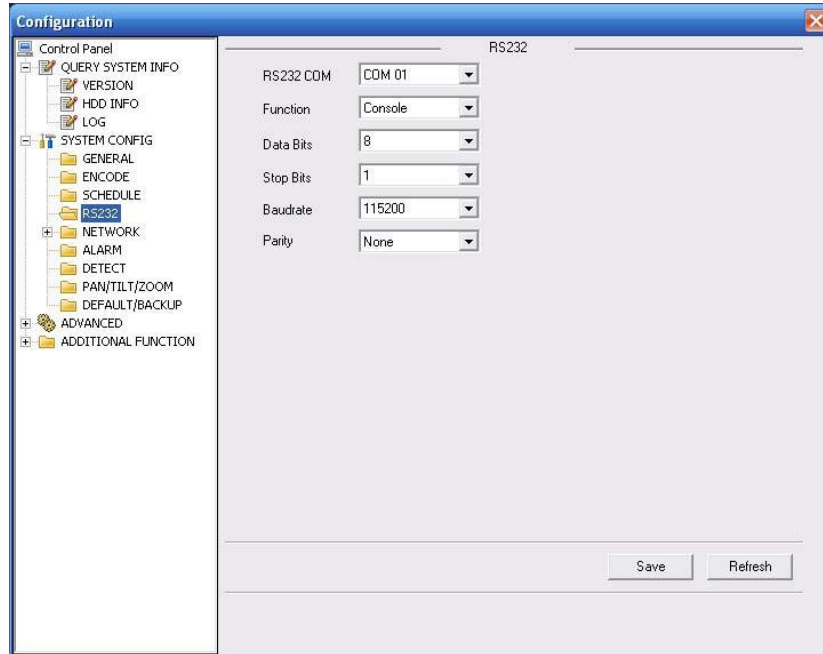 Configuration
Control Panel
QUERY SYSTEM INFO
VERSION
HDD INFO
LOG
SYSTEM CONFIG
GENERAL
ENCODE
SCHEDULE
RS232
NETWORK
ALARM
DETECT
PAN/TILT/ZOOM
DEFAULT/BACKUP
ADVANCED
ADDITIONAL FUNCTION
RS232
RS232 COM COM 01
Function Console
Data Bits 8
Stop Bits 1
Baudrate 115200
Parity None
Save Refresh